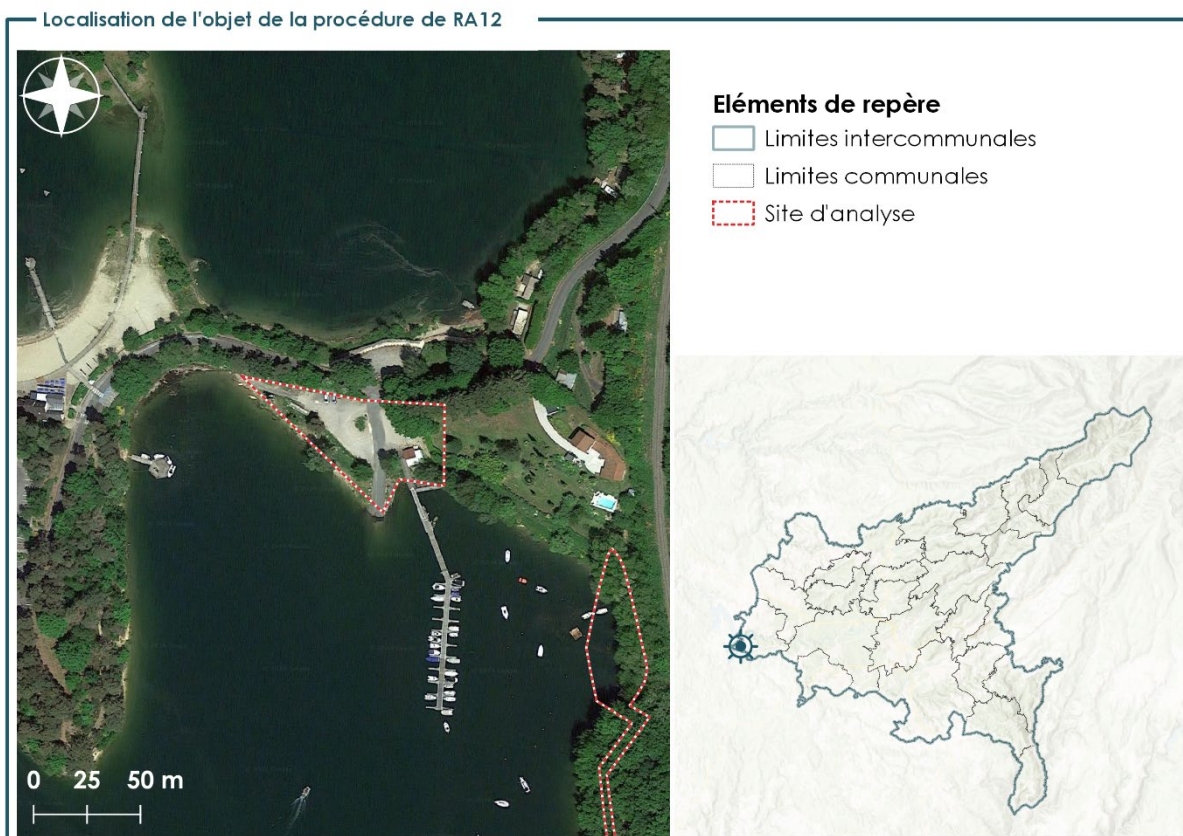 Localisation de l'objet de la procédure de RA12
Eléments de repère
Limites intercommunales
Limites communales
Site d'analyse
0 25 50 m